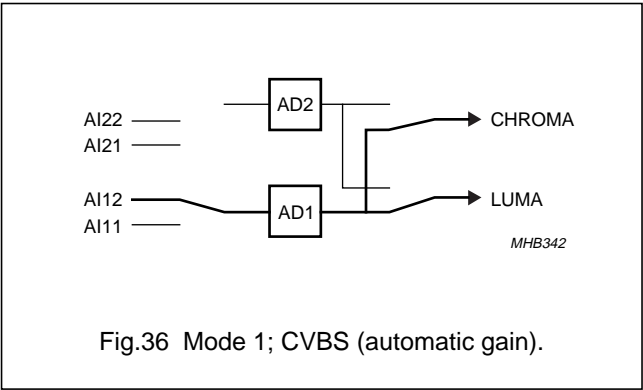 AD2
AI22
CHROMA
AI21
AI12
AD1
LUMA
AI11
MHB342
Fig.36 Mode 1; CVBS (automatic gain).